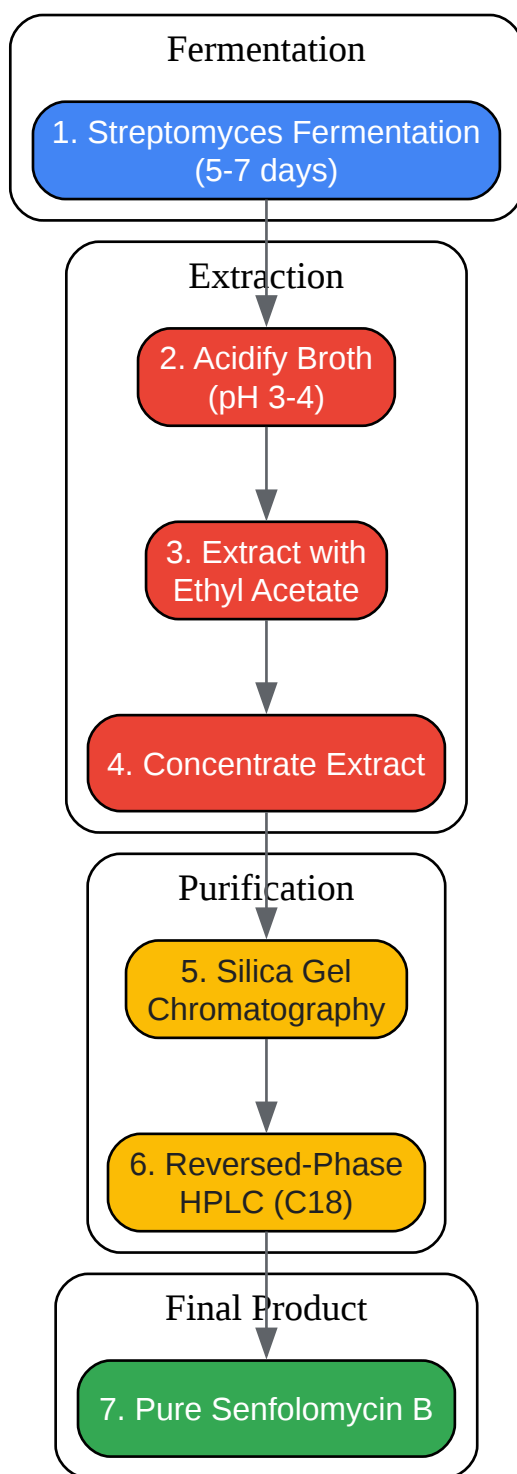 Fermentation
1. Streptomyces Fermentation
(5-7 days)
Extraction
2. Acidify Broth
(pH 3-4)
3. Extract with
Ethyl Acetate
4. Concentrate Extract
Purification
5. Silica Gel
Chromatography
6. Reversed-Phase
HPLC (C18)
Final Product
7. Pure Senfolomycin B